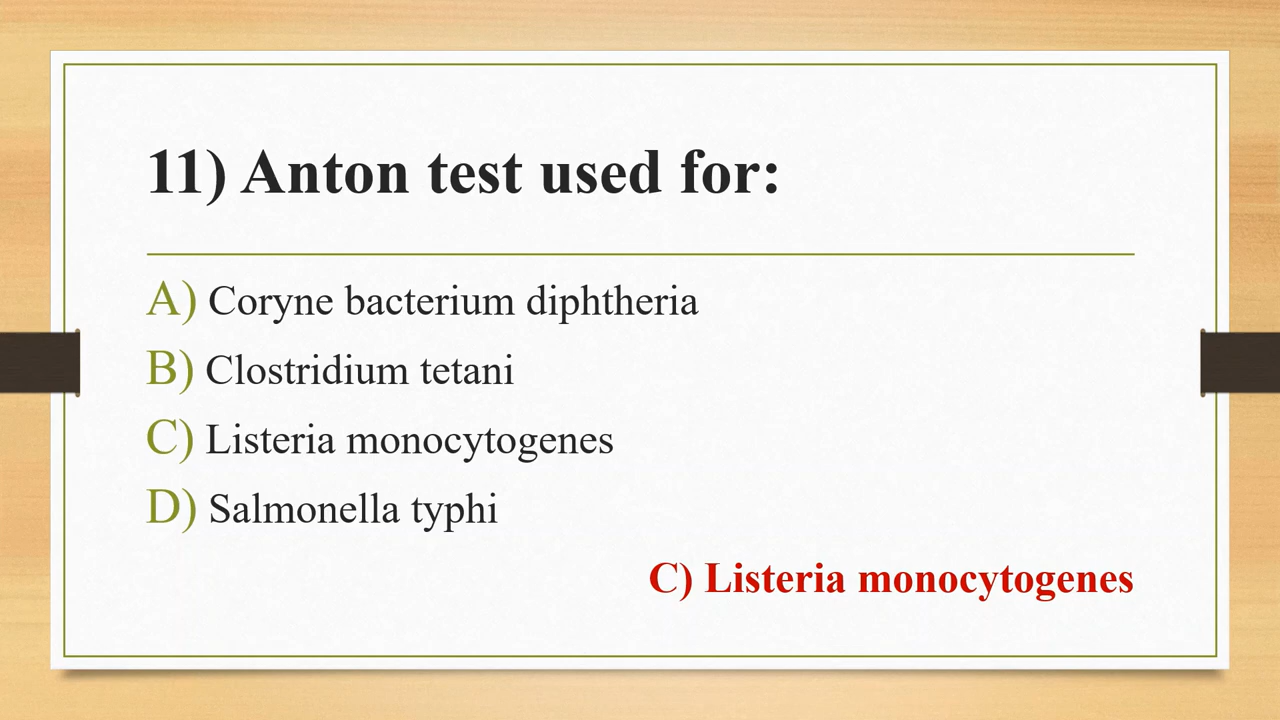 11) Anton test used for:
A) Coryne bacterium diphtheria
B) Clostridium tetani
C) Listeria monocytogenes
D) Salmonella typhi
C) Listeria monocytogenes